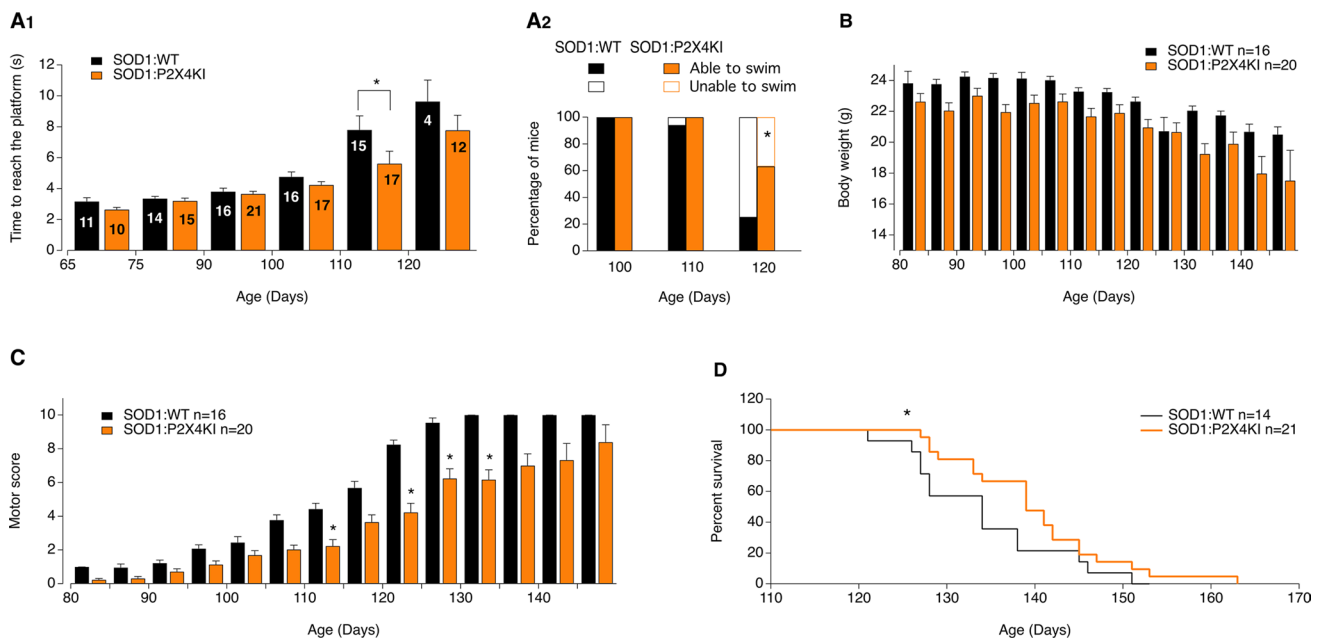 A1
SOD1:WT
SOD1:P2X4KI
Time to reach the platform (s)
12
10
8
6
4
2
0
11
10
14
15
16
21
16
17
15
*
17
4
12
65 75 90 100 110 120
Age (Days)
A2
SOD1:WT SOD1:P2X4KI
Able to swim
Unable to swim
Percentage of mice
100
80
60
40
20
0
*
100 110 120
Age (Days)
B
SOD1:WT n=16
SOD1:P2X4KI n=20
Body weight (g)
24
22
20
18
16
14
80 90 100 110 120 130 140
Age (Days)
C
SOD1:WT n=16
SOD1:P2X4KI n=20
Motor score
10
8
6
4
2
0
* * * *
80 90 100 110 120 130 140
Age (Days)
D
SOD1:WT n=14
SOD1:P2X4KI n=21
Percent survival
120
100
80
60
40
20
0
*
110 120 130 140 150 160 170
Age (Days)